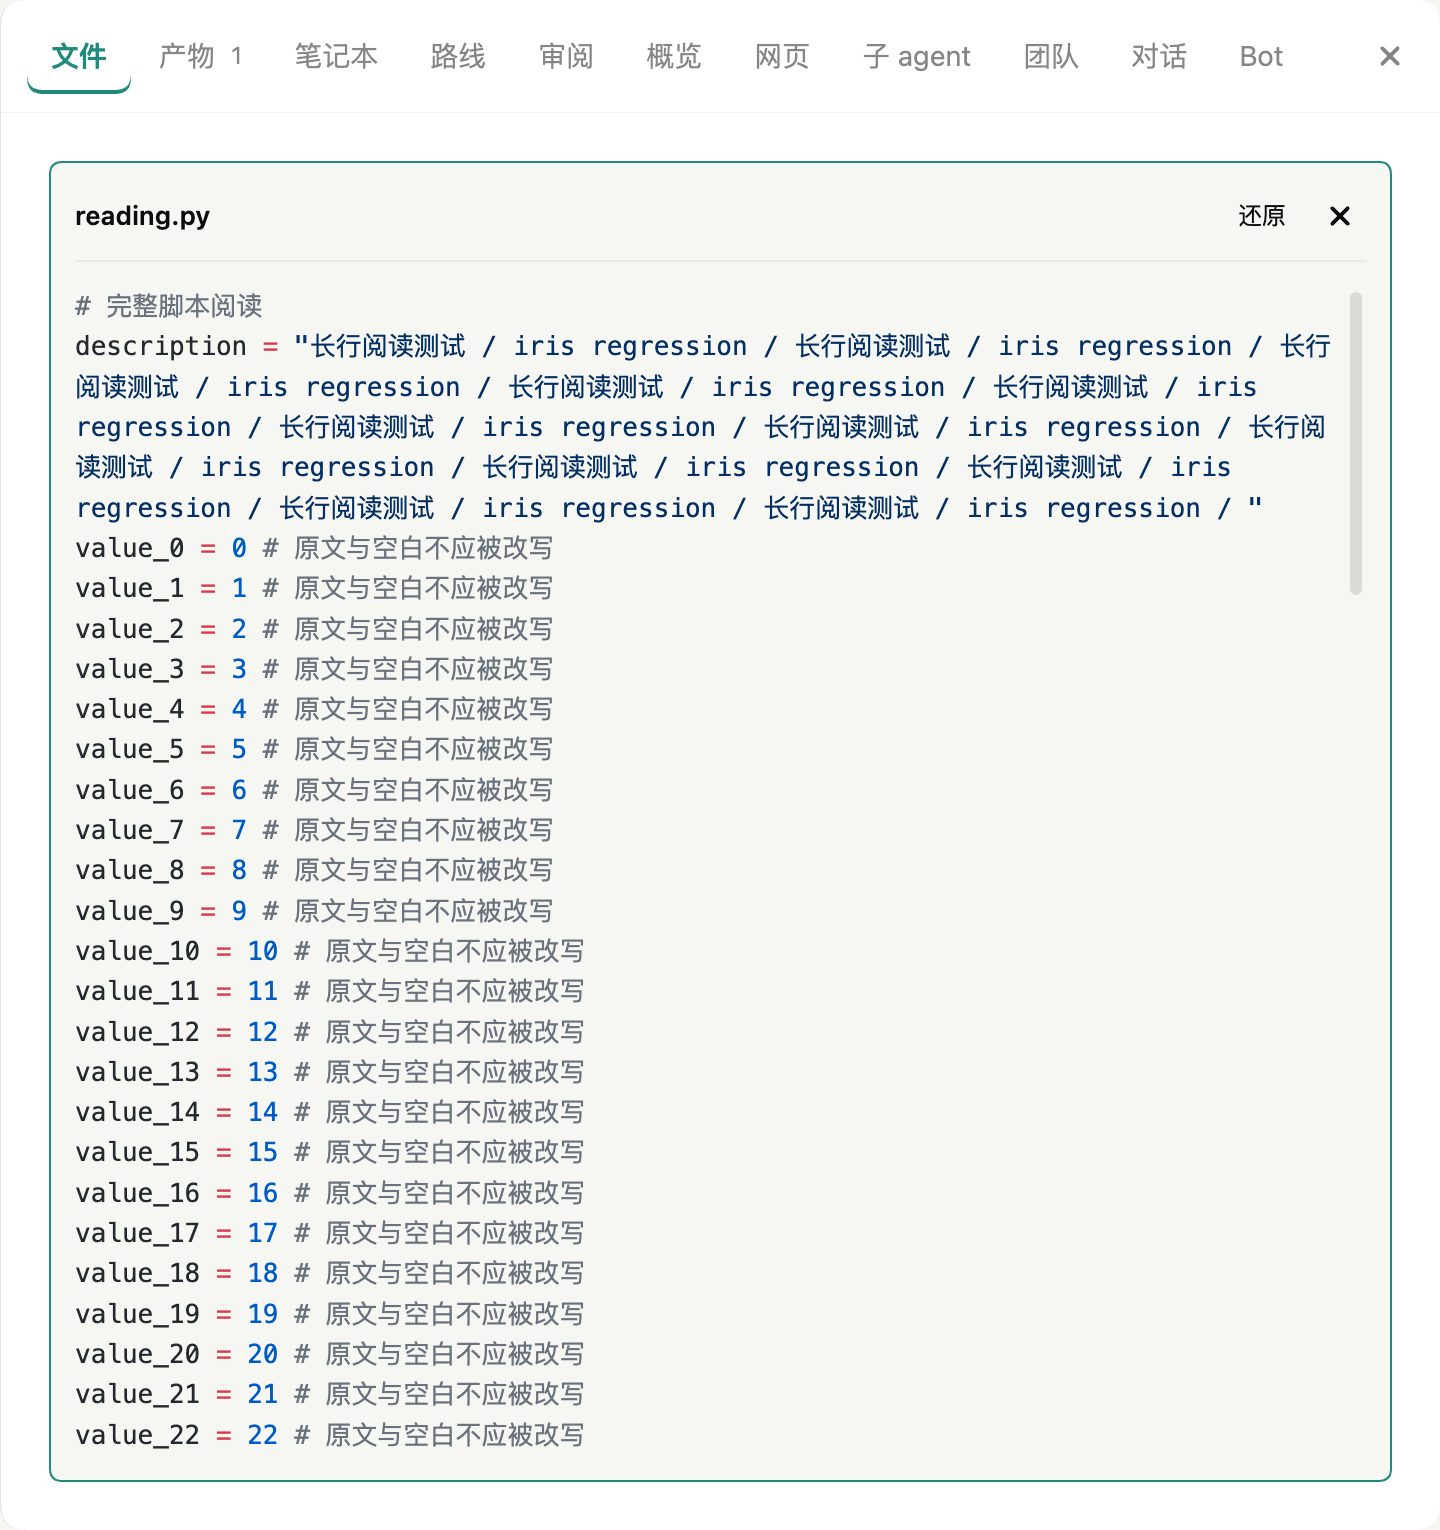 文件 产物 1 笔记本 路线 审阅 概览 网页 子 agent 团队 对话 Bot ×
reading.py 还原 ×
# 完整脚本阅读
description = "长行阅读测试 / iris regression / 长行阅读测试 / iris regression / 长行
阅读测试 / iris regression / 长行阅读测试 / iris regression / 长行阅读测试 / iris
regression / 长行阅读测试 / iris regression / 长行阅读测试 / iris regression / 长行阅
读测试 / iris regression / 长行阅读测试 / iris regression / 长行阅读测试 / iris
regression / 长行阅读测试 / iris regression / 长行阅读测试 / iris regression / "
value_0 = 0 # 原文与空白不应被改写
value_1 = 1 # 原文与空白不应被改写
value_2 = 2 # 原文与空白不应被改写
value_3 = 3 # 原文与空白不应被改写
value_4 = 4 # 原文与空白不应被改写
value_5 = 5 # 原文与空白不应被改写
value_6 = 6 # 原文与空白不应被改写
value_7 = 7 # 原文与空白不应被改写
value_8 = 8 # 原文与空白不应被改写
value_9 = 9 # 原文与空白不应被改写
value_10 = 10 # 原文与空白不应被改写
value_11 = 11 # 原文与空白不应被改写
value_12 = 12 # 原文与空白不应被改写
value_13 = 13 # 原文与空白不应被改写
value_14 = 14 # 原文与空白不应被改写
value_15 = 15 # 原文与空白不应被改写
value_16 = 16 # 原文与空白不应被改写
value_17 = 17 # 原文与空白不应被改写
value_18 = 18 # 原文与空白不应被改写
value_19 = 19 # 原文与空白不应被改写
value_20 = 20 # 原文与空白不应被改写
value_21 = 21 # 原文与空白不应被改写
value_22 = 22 # 原文与空白不应被改写